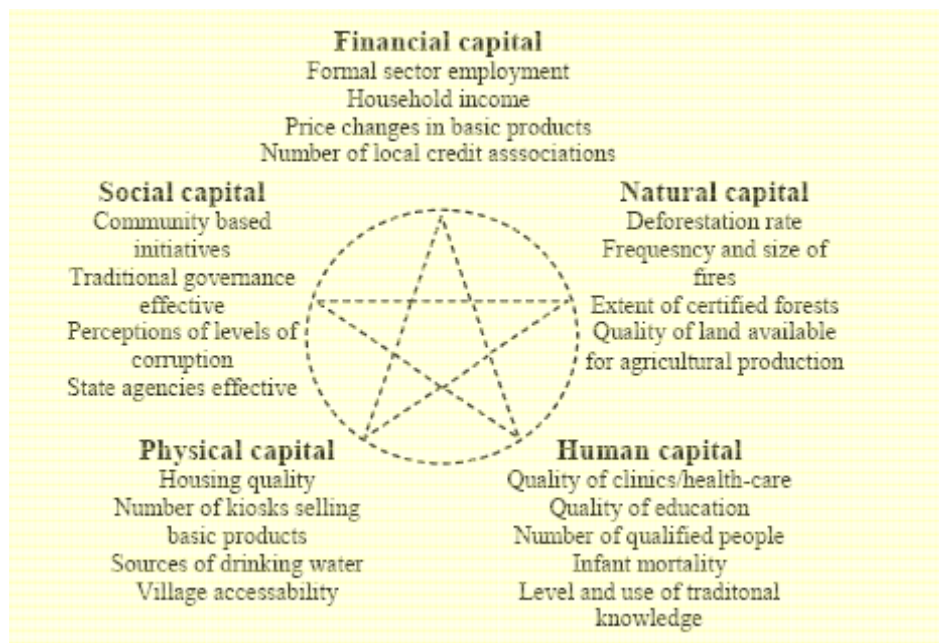 Financial capital
Formal sector employment
Household income
Price changes in basic products
Number of local credit asssociations
Social capital
Community based
initiatives
Traditional governance
effective
Perceptions of levels of
corruption
State agencies effective
Natural capital
Deforestation rate
Frequesncy and size of
fires
Extent of certified forests
Quality of land available
for agricultural production
Physical capital
Housing quality
Number of kiosks selling
basic products
Sources of drinking water
Village accessability
Human capital
Quality of clinics/health-care
Quality of education
Number of qualified people
Infant mortality
Level and use of traditonal
knowledge